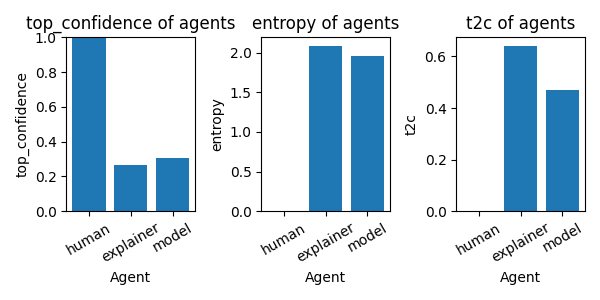 top_confidence of agents
top_confidence
1.0
0.8
0.6
0.4
0.2
0.0
human
explainer
model
Agent
entropy of agents
entropy
2.0
1.5
1.0
0.5
0.0
human
explainer
model
Agent
t2c of agents
t2c
0.6
0.4
0.2
0.0
human
explainer
model
Agent